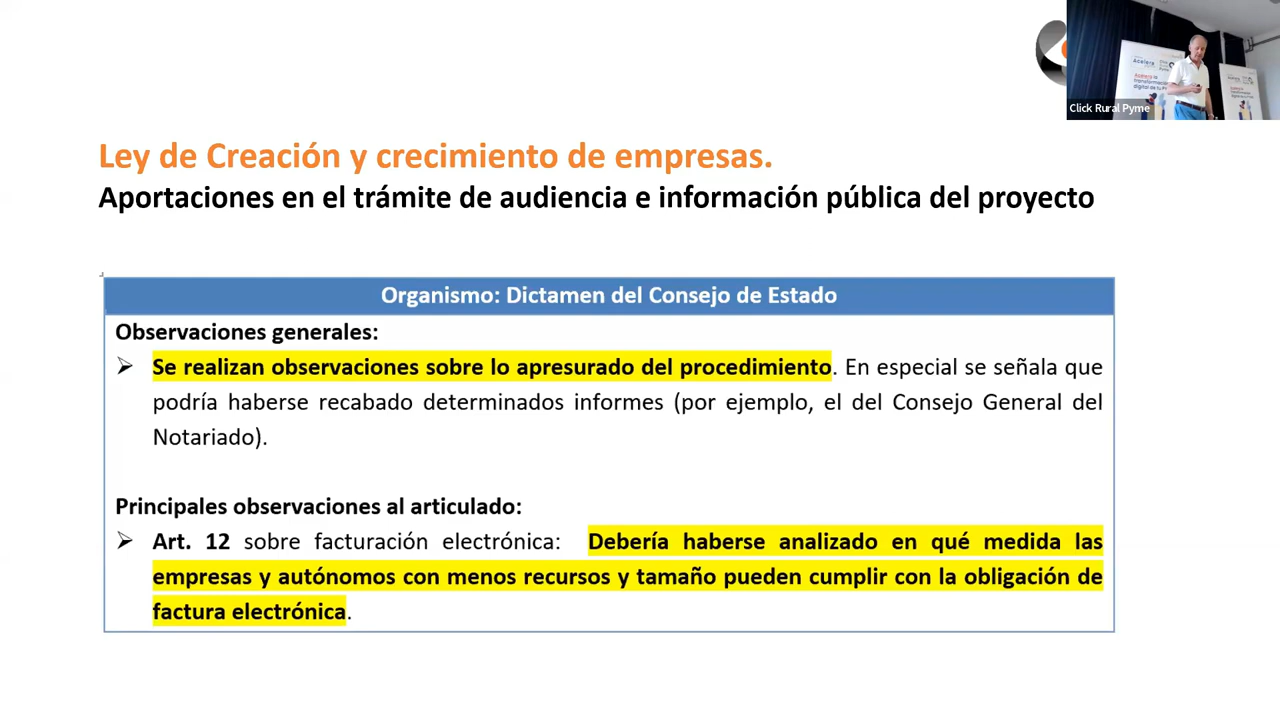 Click Rural Pyme
Ley de Creación y crecimiento de empresas.
Aportaciones en el trámite de audiencia e información pública del proyecto
Organismo: Dictamen del Consejo de Estado
Observaciones generales:
Se realizan observaciones sobre lo apresurado del procedimiento. En especial se señala que
podría haberse recabado determinados informes (por ejemplo, el del Consejo General del
Notariado).
Principales observaciones al articulado:
Art. 12 sobre facturación electrónica: Debería haberse analizado en qué medida las
empresas y autónomos con menos recursos y tamaño pueden cumplir con la obligación de
factura electrónica.